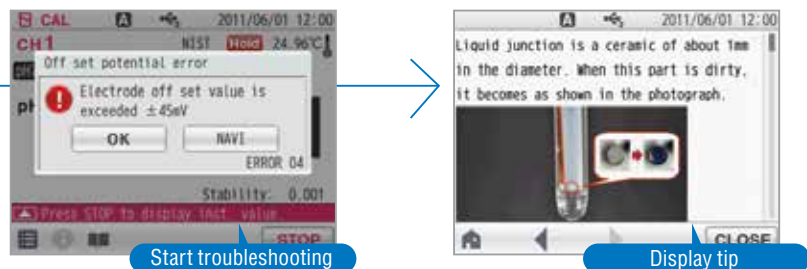 CAL A 2011/06/01 12:00
CH1 NIST Hold 24.96℃
Off set potential error
Electrode off set value is
exceeded ±45mV
OK NAVI
ERROR 04
Stability: 0.001
Press STOP to display inst. value
STOP
Start troubleshooting
A 2011/06/01 12:00
Liquid junction is a ceramic of about 1mm
in the diameter. When this part is dirty,
it becomes as shown in the photograph.
CLOSE
Display tip